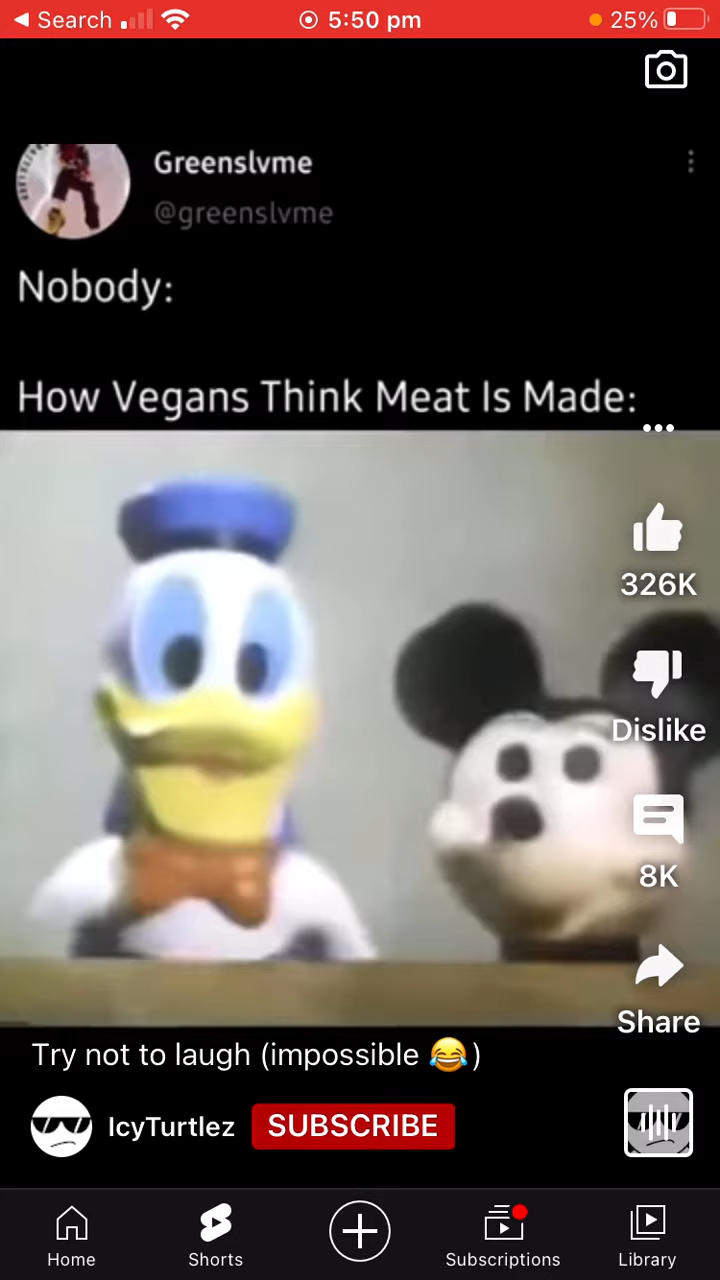 Search
5:50 pm
25%
Greenslvme
@greenslvme
Nobody:
How Vegans Think Meat Is Made:
326K
Dislike
8K
Share
Try not to laugh (impossible 😂)
IcyTurtlez
SUBSCRIBE
Home
Shorts
Subscriptions
Library